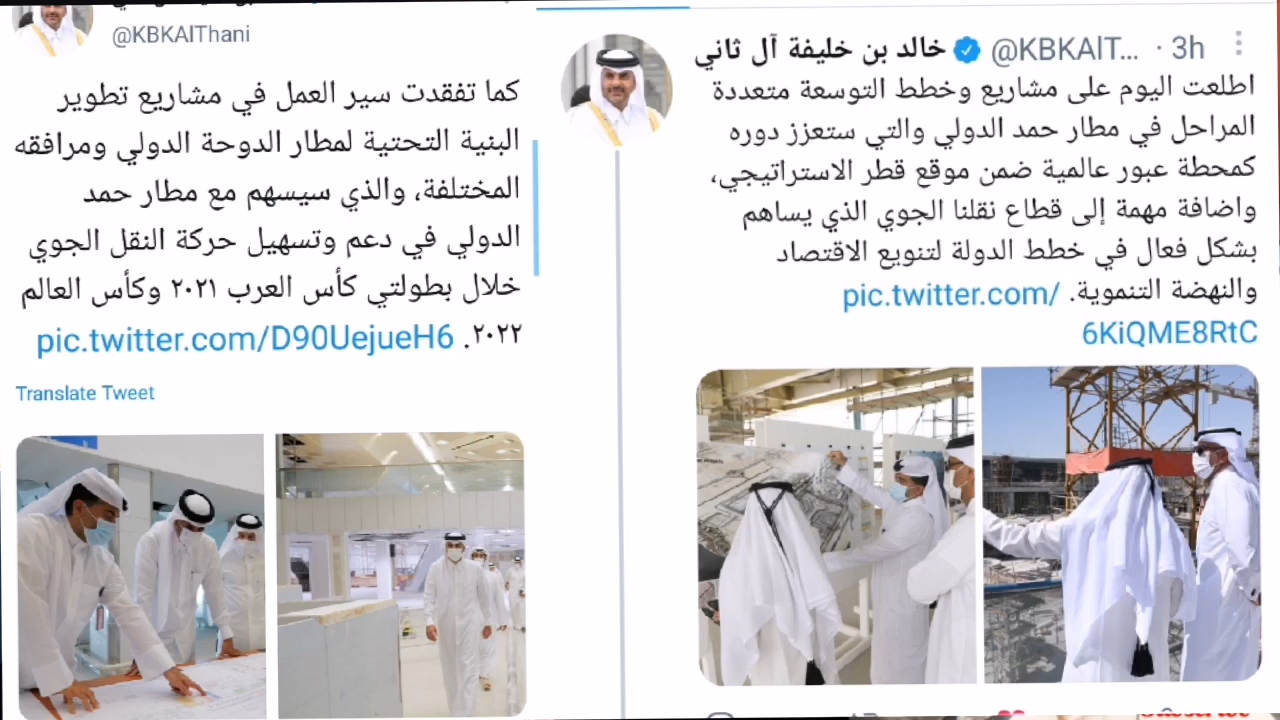 @KBKAlThani
كما تفقدت سير العمل في مشاريع تطوير
البنية التحتية لمطار الدوحة الدولي ومرافقه
المختلفة، والذي سيسهم مع مطار حمد
الدولي في دعم وتسهيل حركة النقل الجوي
خلال بطولتي كأس العرب ٢٠٢١ وكأس العالم
٢٠٢٢. pic.twitter.com/D90UejueH6
Translate Tweet
خالد بن خليفة آل ثاني @KBKAlT... · 3h
اطلعت اليوم على مشاريع وخطط التوسعة متعددة
المراحل في مطار حمد الدولي والتي ستعزز دوره
كمحطة عبور عالمية ضمن موقع قطر الاستراتيجي،
واضافة مهمة إلى قطاع نقلنا الجوي الذي يساهم
بشكل فعال في خطط الدولة لتنويع الاقتصاد
والنهضة التنموية. pic.twitter.com/
6KiQME8RtC